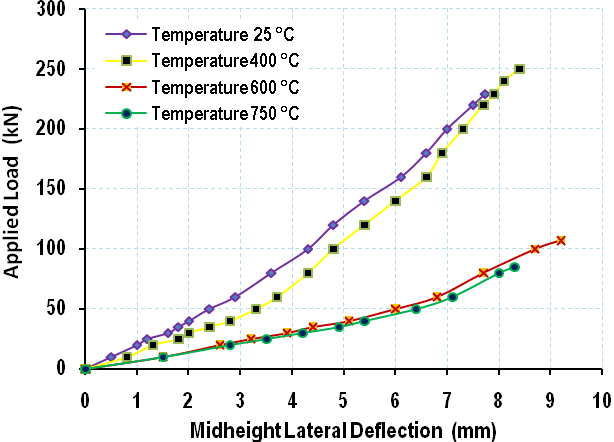 300
250
200
150
100
50
0
Applied Load (kN)
Temperature 25 °C
Temperature 400 °C
Temperature 600 °C
Temperature 750 °C
0 1 2 3 4 5 6 7 8 9 10
Midheight Lateral Deflection (mm)